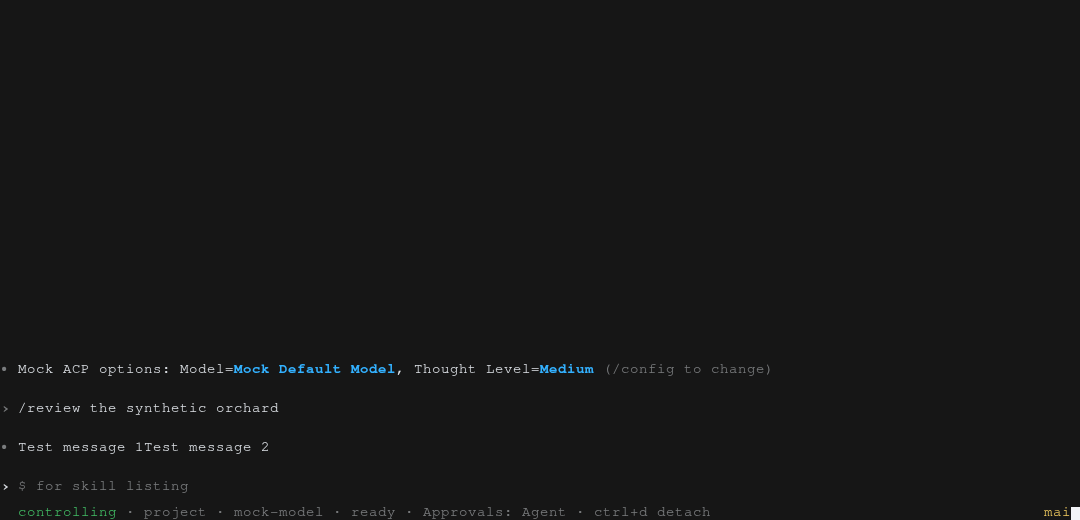 • Mock ACP options: Model=Mock Default Model, Thought Level=Medium (/config to change)
› /review the synthetic orchard
• Test message 1Test message 2
› $ for skill listing
controlling · project · mock-model · ready · Approvals: Agent · ctrl+d detach mai